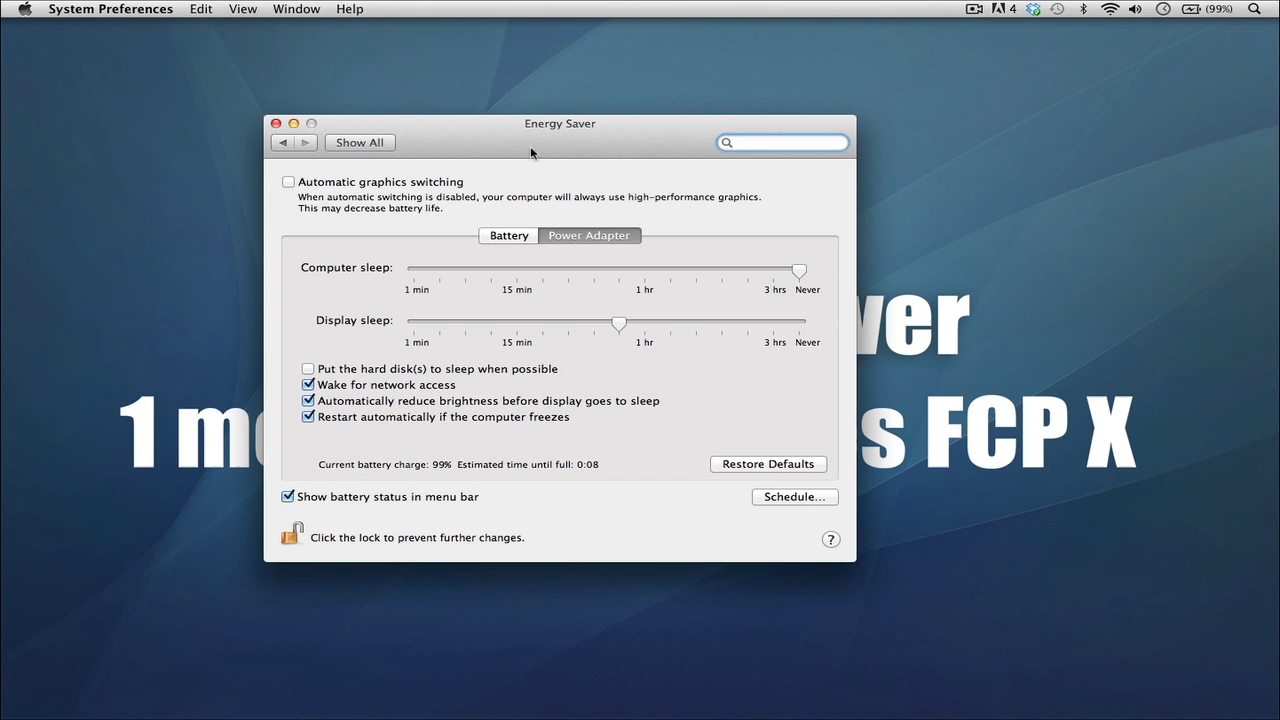 System Preferences Edit View Window Help 4 (99%)
Energy Saver
Show All
Automatic graphics switching
When automatic switching is disabled, your computer will always use high-performance graphics.
This may decrease battery life.
Battery Power Adapter
Computer sleep:
1 min 15 min 1 hr 3 hrs Never
Display sleep:
1 min 15 min 1 hr 3 hrs Never
Put the hard disk(s) to sleep when possible
Wake for network access
Automatically reduce brightness before display goes to sleep
Restart automatically if the computer freezes
Current battery charge: 99% Estimated time until full: 0:08
Restore Defaults
Show battery status in menu bar
Schedule...
Click the lock to prevent further changes.
?
1 FCP X